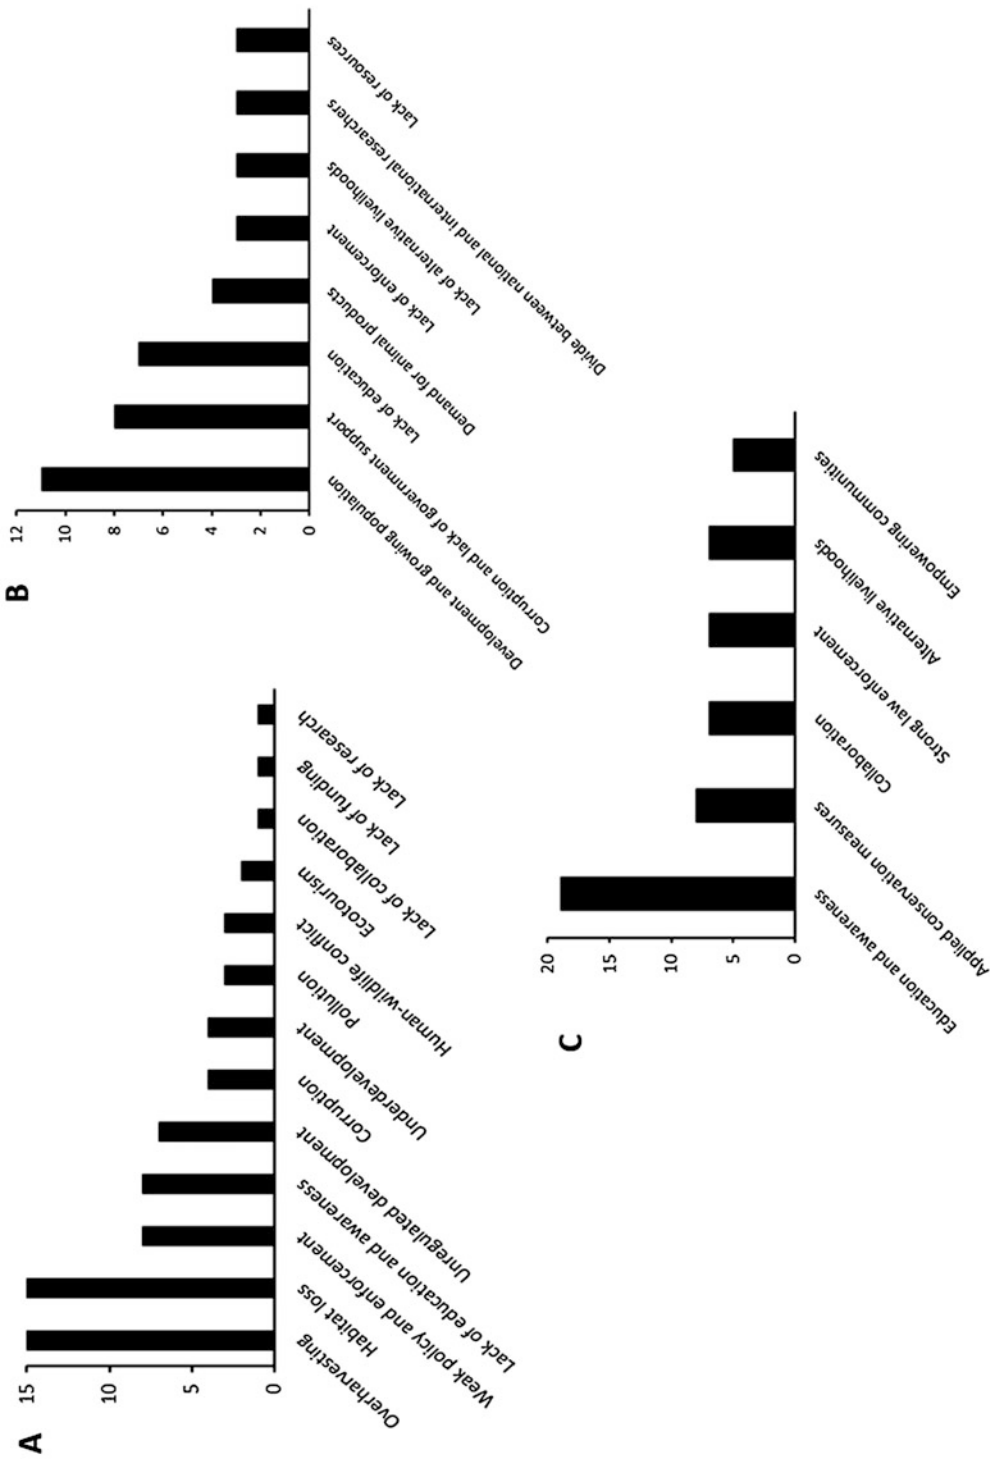 A
15
10
5
0
Overharvesting
Habitat loss
Weak policy and enforcement
Lack of education and awareness
Unregulated development
Corruption
Underdevelopment
Pollution
Human-wildlife conflict
Ecotourism
Lack of collaboration
Lack of funding
Lack of research
B
12
10
8
6
4
2
0
Development and growing population
Corruption and lack of government support
Lack of education
Demand for animal products
Lack of enforcement
Lack of alternative livelihoods
Divide between national and international researchers
Lack of resources
C
20
15
10
5
0
Education and awareness
Applied conservation measures
Collaboration
Strong law enforcement
Alternative livelihoods
Empowering communities